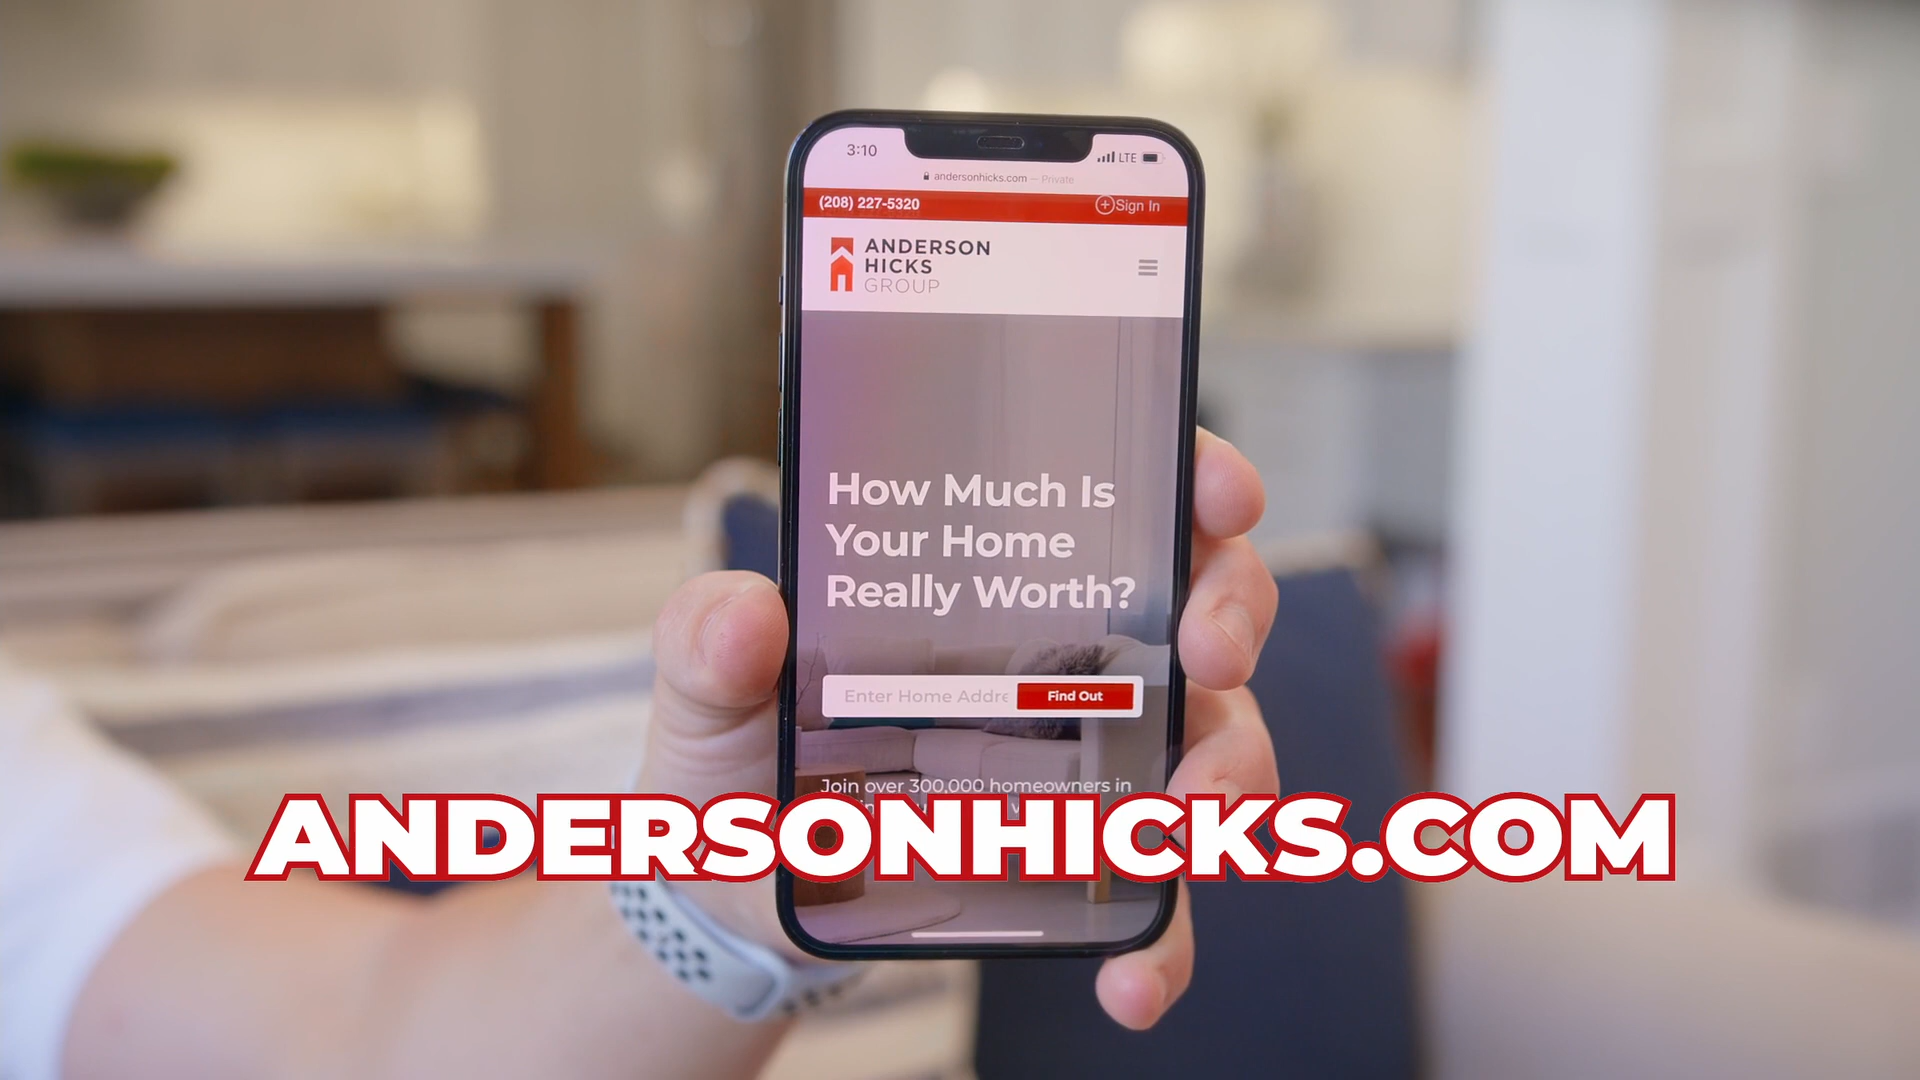 3:10
LTE
andersonhicks.com — Private
(208) 227-5320
Sign In
ANDERSON
HICKS
GROUP
How Much Is
Your Home
Really Worth?
Enter Home Addre
Find Out
Join over 300,000 homeowners in
ANDERSONHICKS.COM